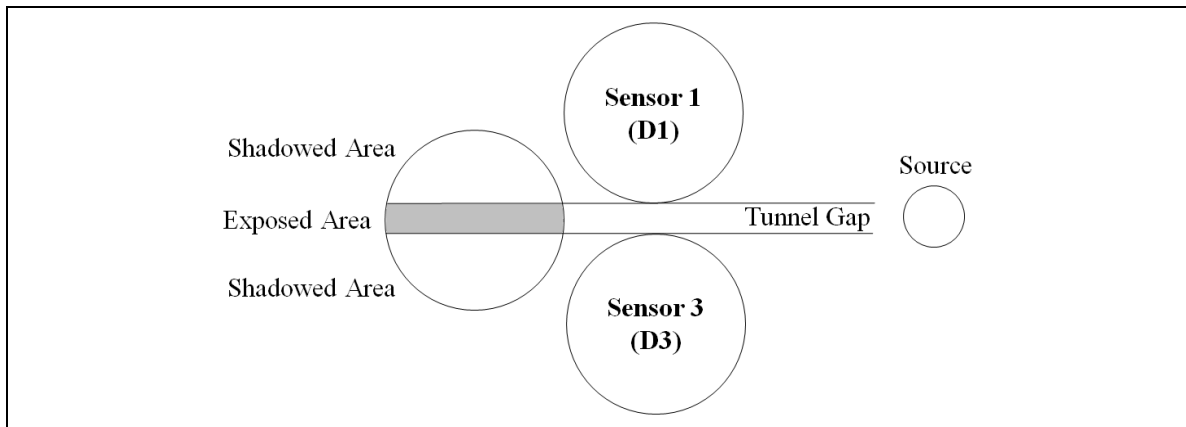 Sensor 1
(D1)
Shadowed Area
Source
Exposed Area
Tunnel Gap
Shadowed Area
Sensor 3
(D3)